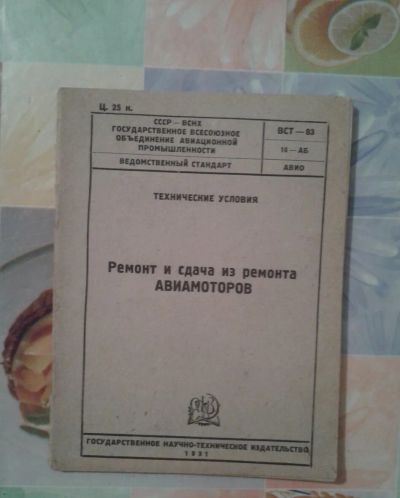 Ц. 25 к.
СССР — ВСНХ
ГОСУДАРСТВЕННОЕ ВСЕСОЮЗНОЕ
ОБЪЕДИНЕНИЕ АВИАЦИОННОЙ
ПРОМЫШЛЕННОСТИ
ВЕДОМСТВЕННЫЙ СТАНДАРТ
ВСТ — 83
16 — АБ
АВИО
ТЕХНИЧЕСКИЕ УСЛОВИЯ
Ремонт и сдача из ремонта
АВИАМОТОРОВ
ГОСУДАРСТВЕННОЕ НАУЧНО-ТЕХНИЧЕСКОЕ ИЗДАТЕЛЬСТВО
1931